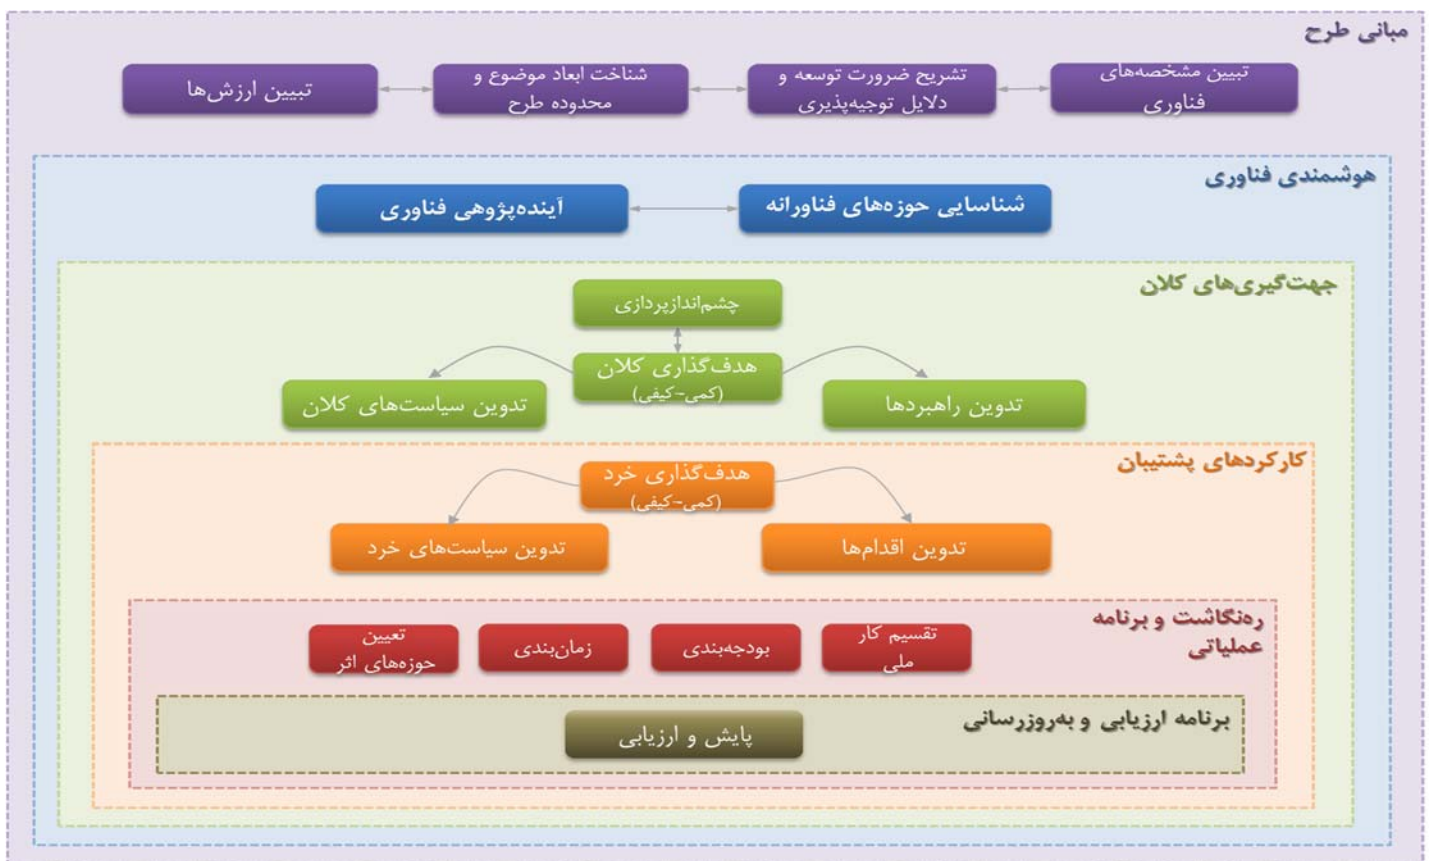 مبانی طرح
تبیین مشخصه‌های
فناوری
تشریح ضرورت توسعه و
دلایل توجیه‌پذیری
شناخت ابعاد موضوع و
محدوده طرح
تبیین ارزش‌ها
هوشمندی فناوری
شناسایی حوزه‌های فناورانه
آینده‌پژوهی فناوری
جهت‌گیری‌های کلان
چشم‌اندازپردازی
هدف‌گذاری کلان
(کمی-کیفی)
تدوین راهبردها
تدوین سیاست‌های کلان
کارکردهای پشتیبان
هدف‌گذاری خرد
(کمی-کیفی)
تدوین اقدام‌ها
تدوین سیاست‌های خرد
ره‌نگاشت و برنامه
عملیاتی
تقسیم کار
ملی
بودجه‌بندی
زمان‌بندی
تعیین
حوزه‌های اثر
برنامه ارزیابی و به‌روزرسانی
پایش و ارزیابی